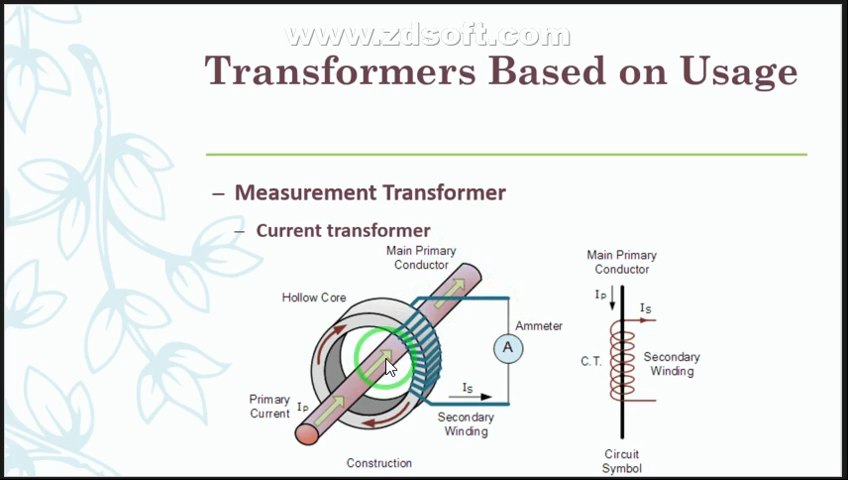 www.zdsoft.com
Transformers Based on Usage
– Measurement Transformer
– Current transformer
Main Primary
Conductor
Hollow Core
Ammeter
A
Primary
Current
IP
IS
Secondary
Winding
Construction
Main Primary
Conductor
IP
IS
C.T.
Secondary
Winding
Circuit
Symbol